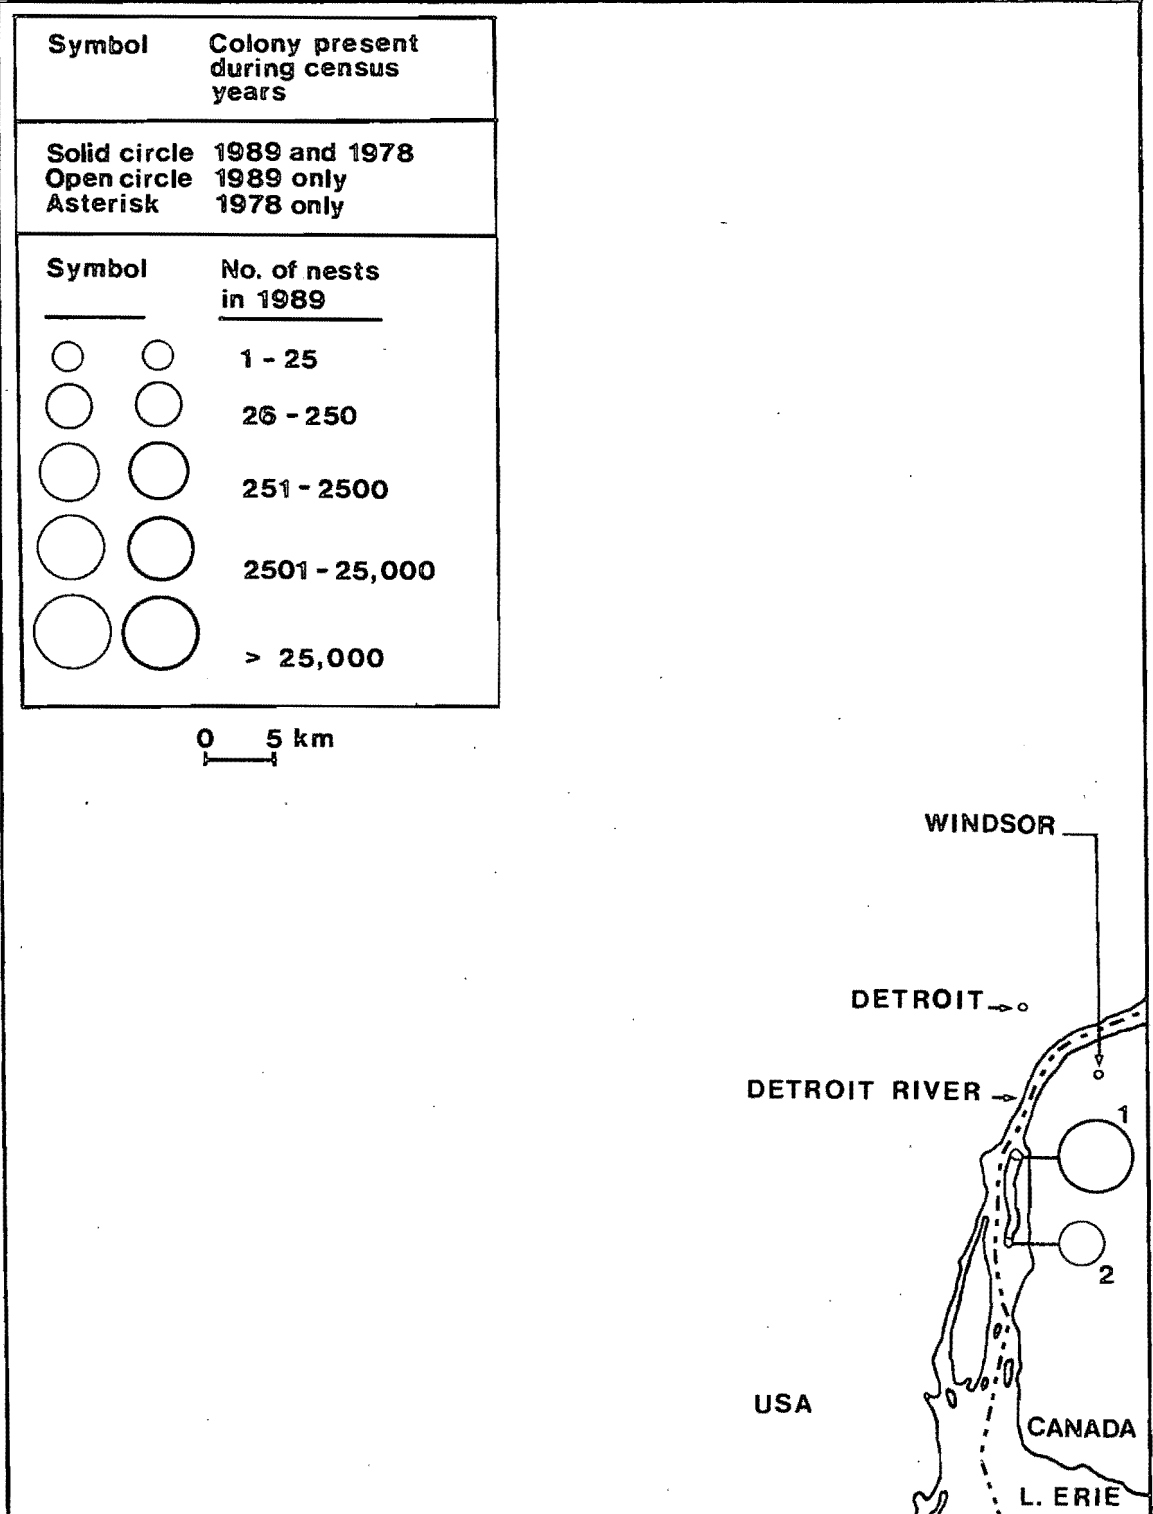 Symbol Colony present
during census
years
Solid circle 1989 and 1978
Open circle 1989 only
Asterisk 1978 only
Symbol No. of nests
in 1989
1 - 25
26 - 250
251 - 2500
2501 - 25,000
> 25,000
0 5 km
WINDSOR
DETROIT
DETROIT RIVER
1
2
USA
CANADA
L. ERIE